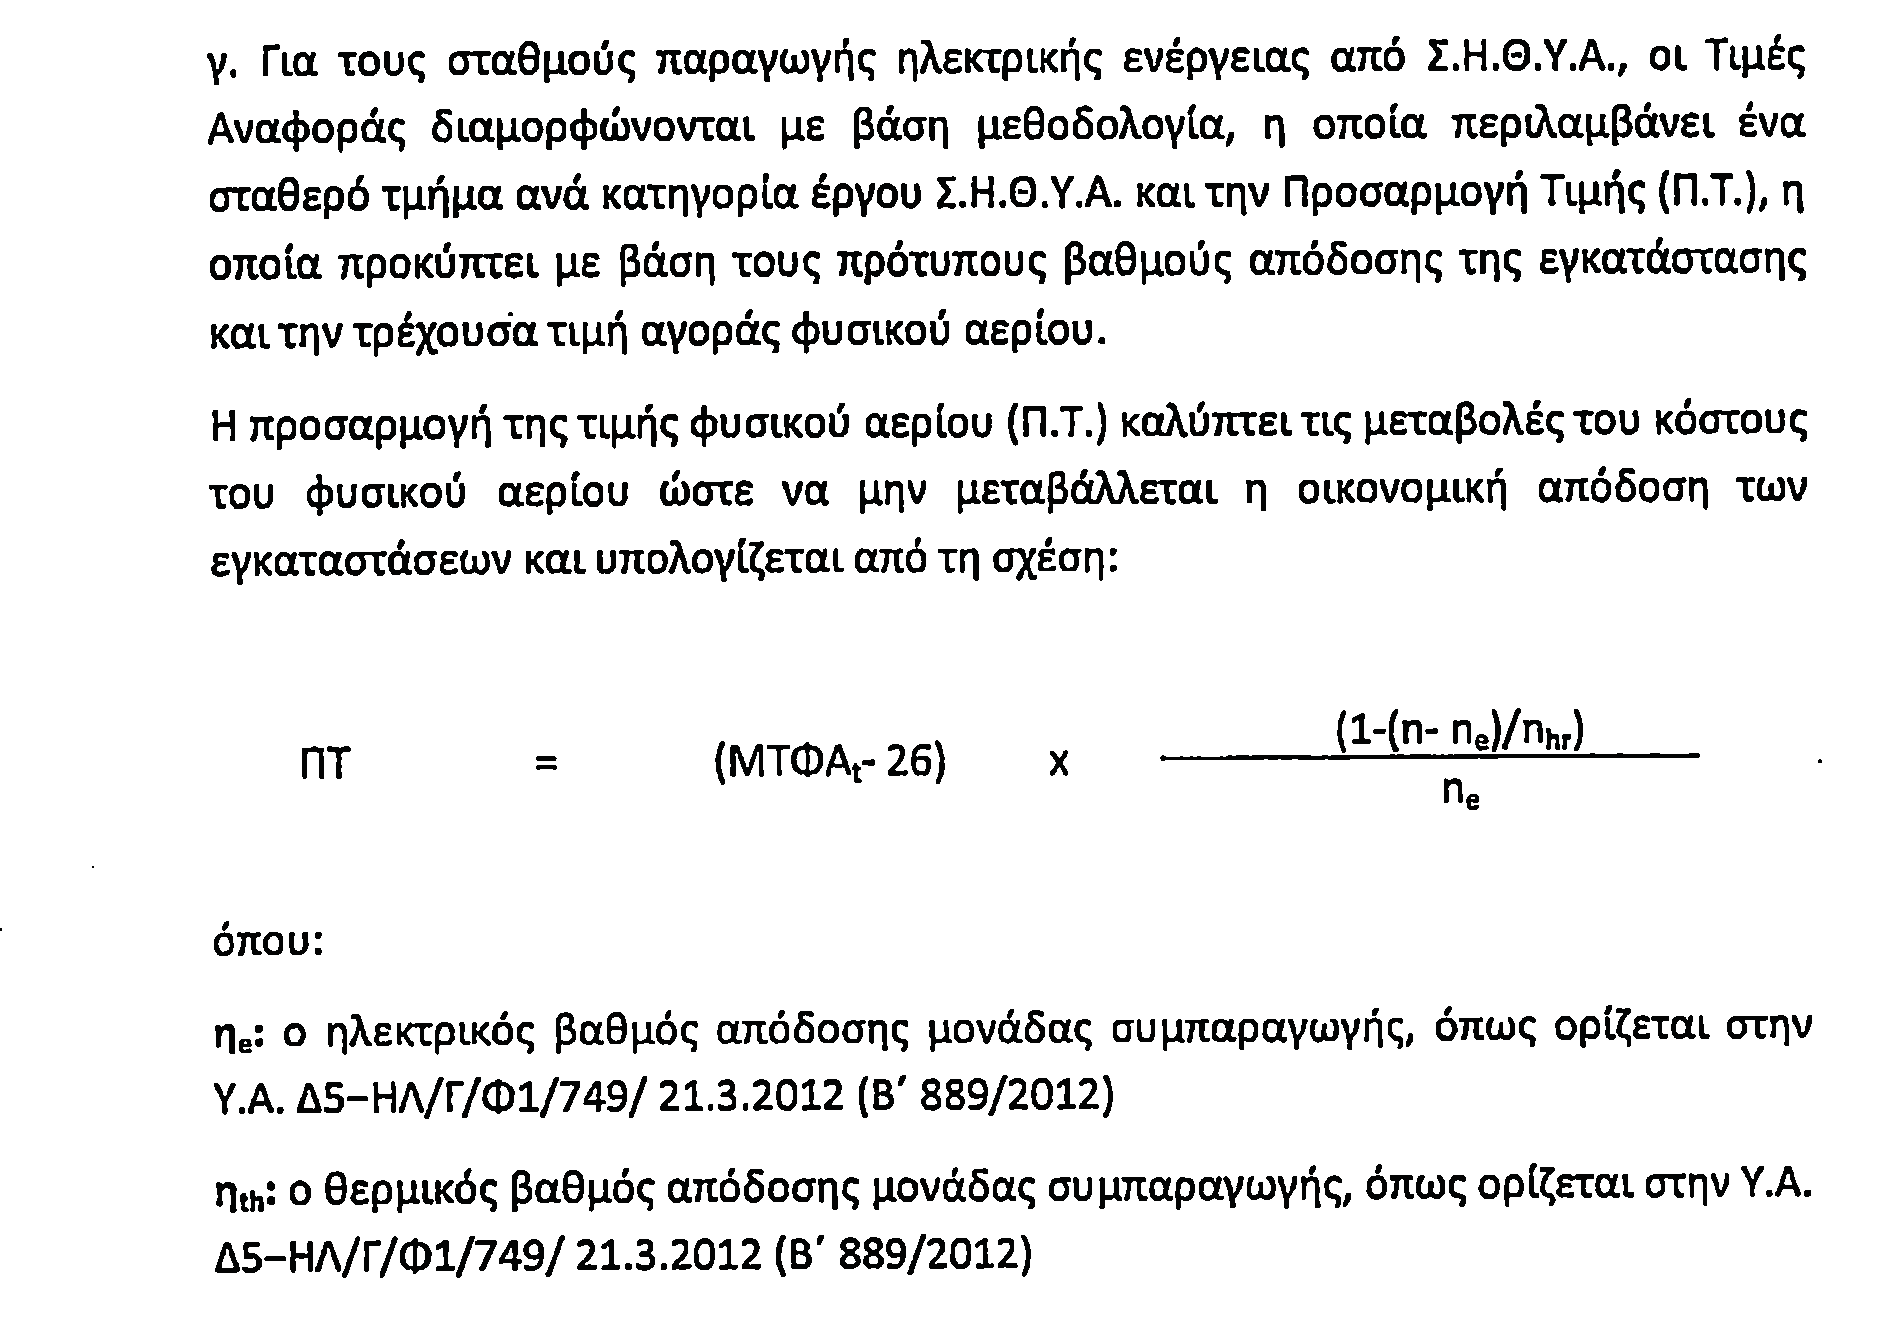 γ. Για τους σταθμούς παραγωγής ηλεκτρικής ενέργειας από Σ.Η.Θ.Υ.Α., οι Τιμές
Αναφοράς διαμορφώνονται με βάση μεθοδολογία, η οποία περιλαμβάνει ένα
σταθερό τμήμα ανά κατηγορία έργου Σ.Η.Θ.Υ.Α. και την Προσαρμογή Τιμής (Π.Τ.), η
οποία προκύπτει με βάση τους πρότυπους βαθμούς απόδοσης της εγκατάστασης
και την τρέχουσα τιμή αγοράς φυσικού αερίου.
Η προσαρμογή της τιμής φυσικού αερίου (Π.Τ.) καλύπτει τις μεταβολές του κόστους
του φυσικού αερίου ώστε να μην μεταβάλλεται η οικονομική απόδοση των
εγκαταστάσεων και υπολογίζεται από τη σχέση:
ΠΤ = (ΜΤΦΑt- 26) x (1-(n- ne)/nhr)
ne
όπου:
ηe: ο ηλεκτρικός βαθμός απόδοσης μονάδας συμπαραγωγής, όπως ορίζεται στην
Υ.Α. Δ5–ΗΛ/Γ/Φ1/749/ 21.3.2012 (Β΄ 889/2012)
ηth: ο θερμικός βαθμός απόδοσης μονάδας συμπαραγωγής, όπως ορίζεται στην Υ.Α.
Δ5–ΗΛ/Γ/Φ1/749/ 21.3.2012 (Β΄ 889/2012)